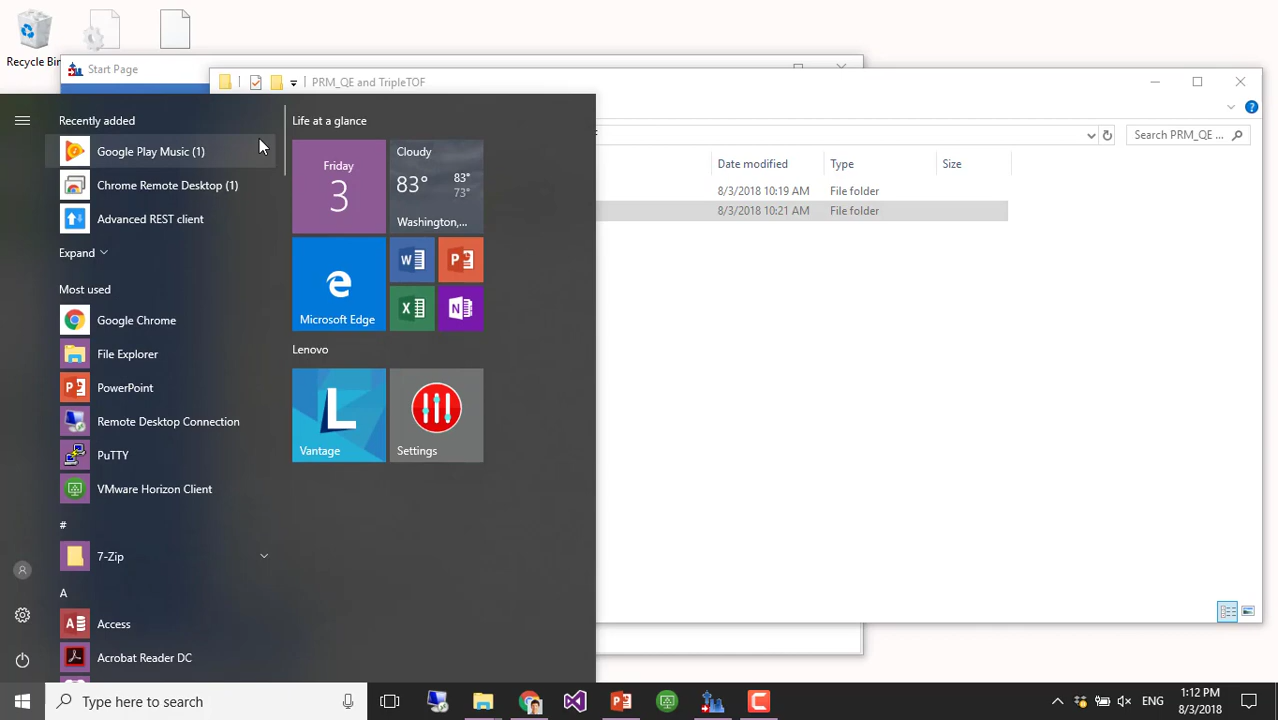 Recycle Bin
Start Page
PRM_QE and TripleTOF
Search PRM_QE ...
Date modified
Type
Size
8/3/2018 10:19 AM
File folder
8/3/2018 10:21 AM
File folder
Recently added
Google Play Music (1)
Chrome Remote Desktop (1)
Advanced REST client
Expand
Most used
Google Chrome
File Explorer
PowerPoint
Remote Desktop Connection
PuTTY
VMware Horizon Client
#
7-Zip
A
Access
Acrobat Reader DC
Life at a glance
Friday
3
Cloudy
83°
83°
73°
Washington,...
Microsoft Edge
Lenovo
Vantage
Settings
Type here to search
ENG
1:12 PM
8/3/2018